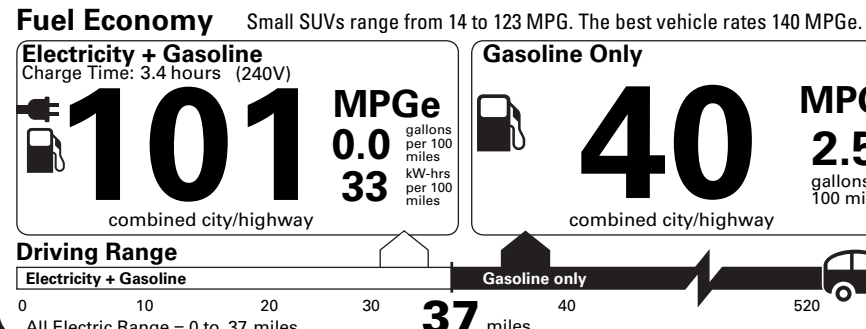 Fuel Economy Small SUVs range from 14 to 123 MPG. The best vehicle rates 140 MPGe.
Electricity + Gasoline
Charge Time: 3.4 hours (240V)
101
MPGe
0.0 gallons per 100 miles
33 kW-hrs per 100 miles
combined city/highway
Gasoline Only
40
2.5
combined city/highway
Driving Range
Electricity + Gasoline
Gasoline only
0 10 20 30 40 520
All Electric Range = 0 to 37 miles
37 miles